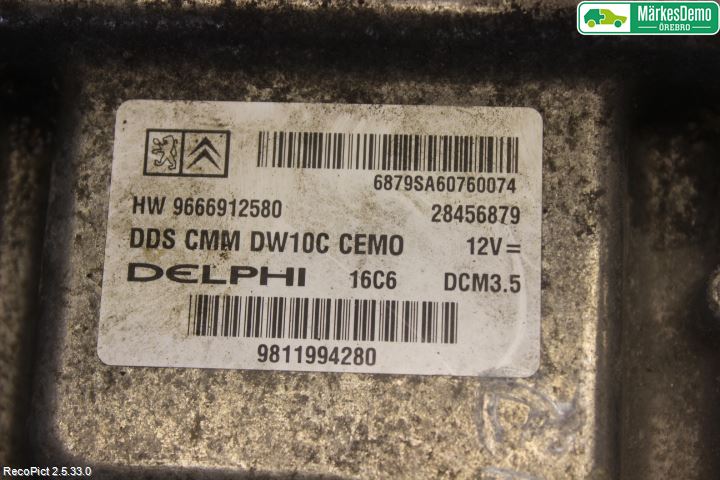 MärkesDemo
ÖREBRO
6879SA60760074
HW 9666912580 28456879
DDS CMM DW10C CEMO 12V=
DELPHI 16C6 DCM3.5
9811994280
RecoPict 2.5.33.0